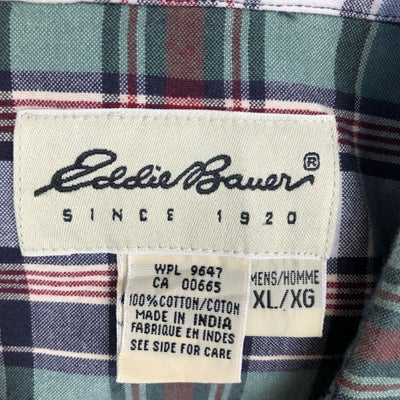 Eddie Bauer®
SINCE 1920
WPL 9647
CA 00665
100% COTTON/COTON
MADE IN INDIA
FABRIQUE EN INDES
SEE SIDE FOR CARE
MENS/HOMME
XL/XG